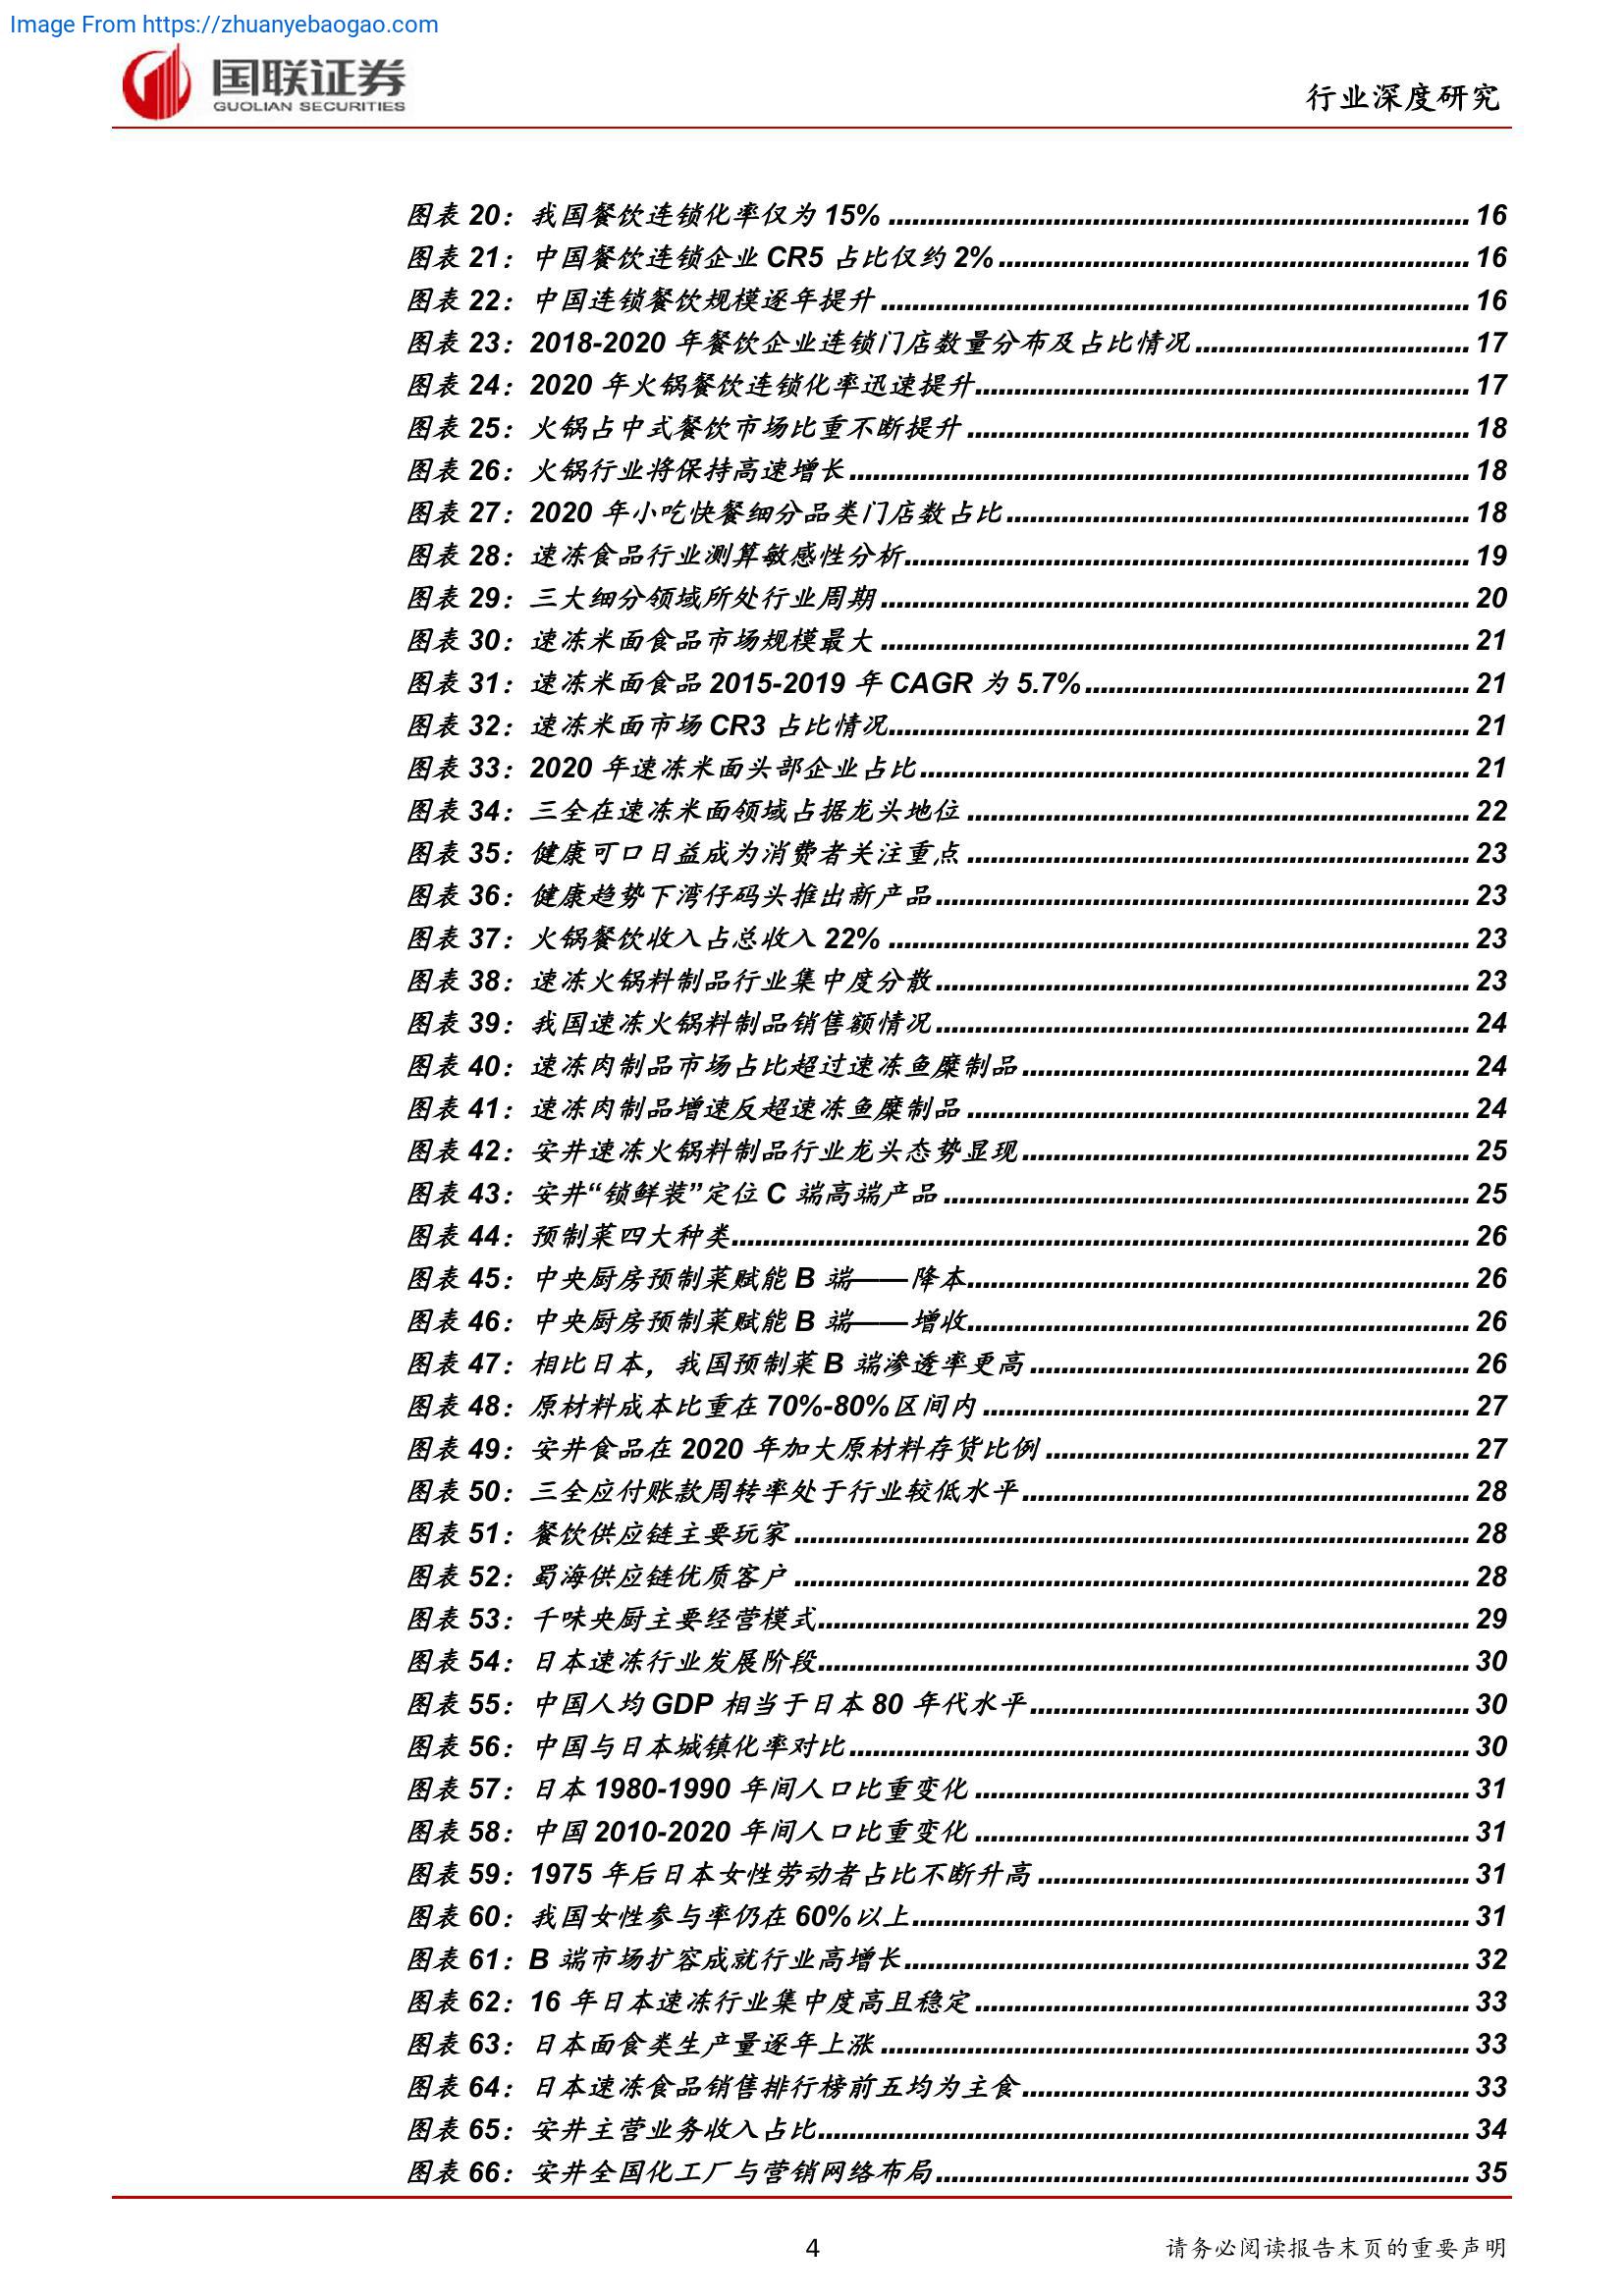 Image From https://zhuanyebaogao.com
国联证券
GUOLIAN SECURITIES
行业深度研究
图表 20：我国餐饮连锁化率仅为 15% 16
图表 21：中国餐饮连锁企业 CR5 占比仅约 2% 16
图表 22：中国连锁餐饮规模逐年提升 16
图表 23：2018-2020 年餐饮企业连锁门店数量分布及占比情况 17
图表 24：2020 年火锅餐饮连锁化率迅速提升 17
图表 25：火锅占中式餐饮市场比重不断提升 18
图表 26：火锅行业将保持高速增长 18
图表 27：2020 年小吃快餐细分品类门店数占比 18
图表 28：速冻食品行业测算敏感性分析 19
图表 29：三大细分领域所处行业周期 20
图表 30：速冻米面食品市场规模最大 21
图表 31：速冻米面食品 2015-2019 年 CAGR 为 5.7% 21
图表 32：速冻米面市场 CR3 占比情况 21
图表 33：2020 年速冻米面头部企业占比 21
图表 34：三全在速冻米面领域占据龙头地位 22
图表 35：健康可口日益成为消费者关注重点 23
图表 36：健康趋势下湾仔码头推出新产品 23
图表 37：火锅餐饮收入占总收入 22% 23
图表 38：速冻火锅料制品行业集中度分散 23
图表 39：我国速冻火锅料制品销售额情况 24
图表 40：速冻肉制品市场占比超过速冻鱼糜制品 24
图表 41：速冻肉制品增速反超速冻鱼糜制品 24
图表 42：安井速冻火锅料制品行业龙头态势显现 25
图表 43：安井“锁鲜装”定位 C 端高端产品 25
图表 44：预制菜四大种类 26
图表 45：中央厨房预制菜赋能 B 端——降本 26
图表 46：中央厨房预制菜赋能 B 端——增收 26
图表 47：相比日本，我国预制菜 B 端渗透率更高 26
图表 48：原材料成本比重在 70%-80%区间内 27
图表 49：安井食品在 2020 年加大原材料存货比例 27
图表 50：三全应付账款周转率处于行业较低水平 28
图表 51：餐饮供应链主要玩家 28
图表 52：蜀海供应链优质客户 28
图表 53：千味央厨主要经营模式 29
图表 54：日本速冻行业发展阶段 30
图表 55：中国人均 GDP 相当于日本 80 年代水平 30
图表 56：中国与日本城镇化率对比 30
图表 57：日本 1980-1990 年间人口比重变化 31
图表 58：中国 2010-2020 年间人口比重变化 31
图表 59：1975 年后日本女性劳动者占比不断升高 31
图表 60：我国女性参与率仍在 60%以上 31
图表 61：B 端市场扩容成就行业高增长 32
图表 62：16 年日本速冻行业集中度高且稳定 33
图表 63：日本面食类生产量逐年上涨 33
图表 64：日本速冻食品销售排行榜前五均为主食 33
图表 65：安井主营业务收入占比 34
图表 66：安井全国化工厂与营销网络布局 35
4
请务必阅读报告末页的重要声明